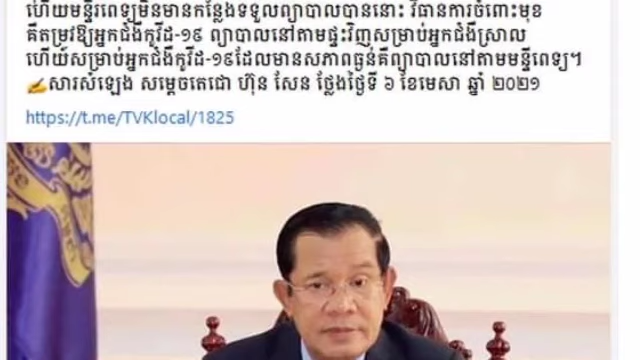 ហើយមន្ទីរពេទ្យមិនមានកន្លែងទទួលព្យាបាលបាននោះ វិធានការចំពោះមុខ
គឺតម្រូវឱ្យអ្នកជំងឺកូវីដ-១៩ ព្យាបាលនៅតាមផ្ទះវិញសម្រាប់អ្នកជំងឺស្រាល
ហើយសម្រាប់អ្នកជំងឺកូវីដ-១៩ដែលមានសភាពធ្ងន់គឺព្យាបាលនៅតាមមន្ទីពេទ្យ។
✍សារសំឡេង សម្តេចតេជោ ហ៊ុន សែន ថ្លែងថ្ងៃទី ៦ ខែមេសា ឆ្នាំ ២០២១
https://t.me/TVKlocal/1825